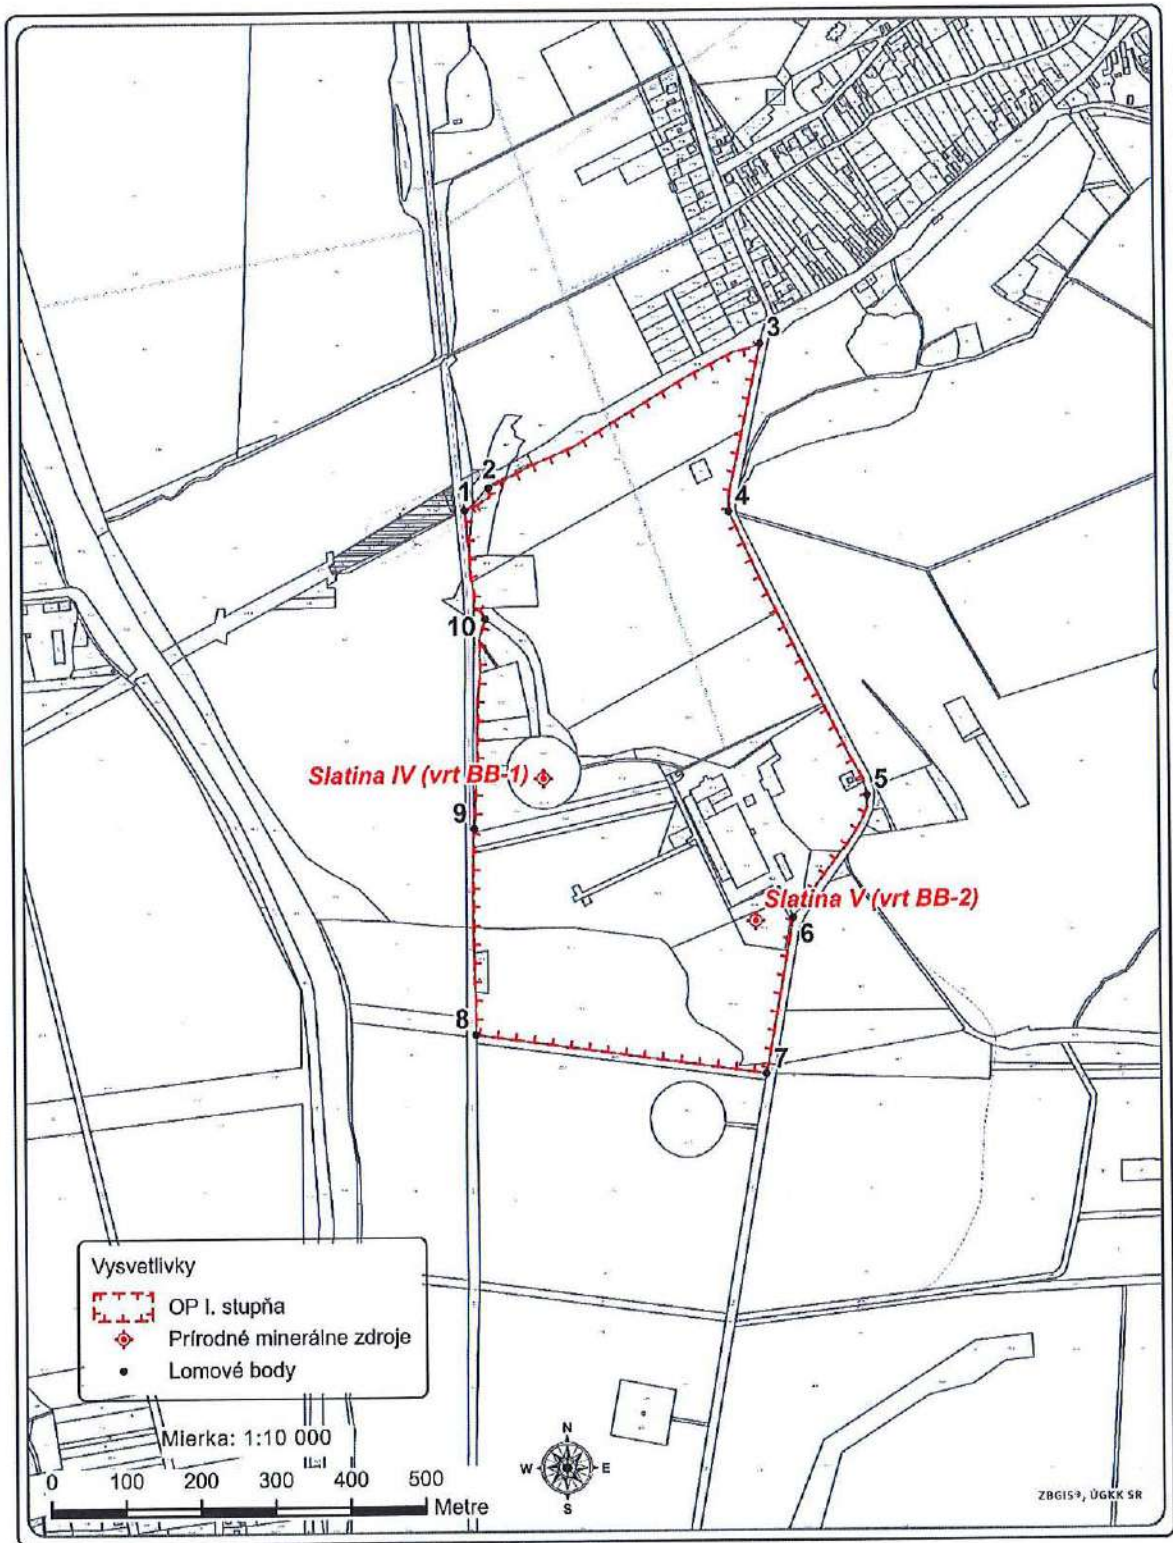 3
2
1
4
10
Slatina IV (vrt BB-1)
5
9
Slatina V (vrt BB-2)
6
8
7
Vysvetlivky
OP I. stupňa
Prírodné minerálne zdroje
Lomové body
Mierka: 1:10 000
0 100 200 300 400 500
Metre
N
W E
S
ZBGIS®, ÚGKK SR